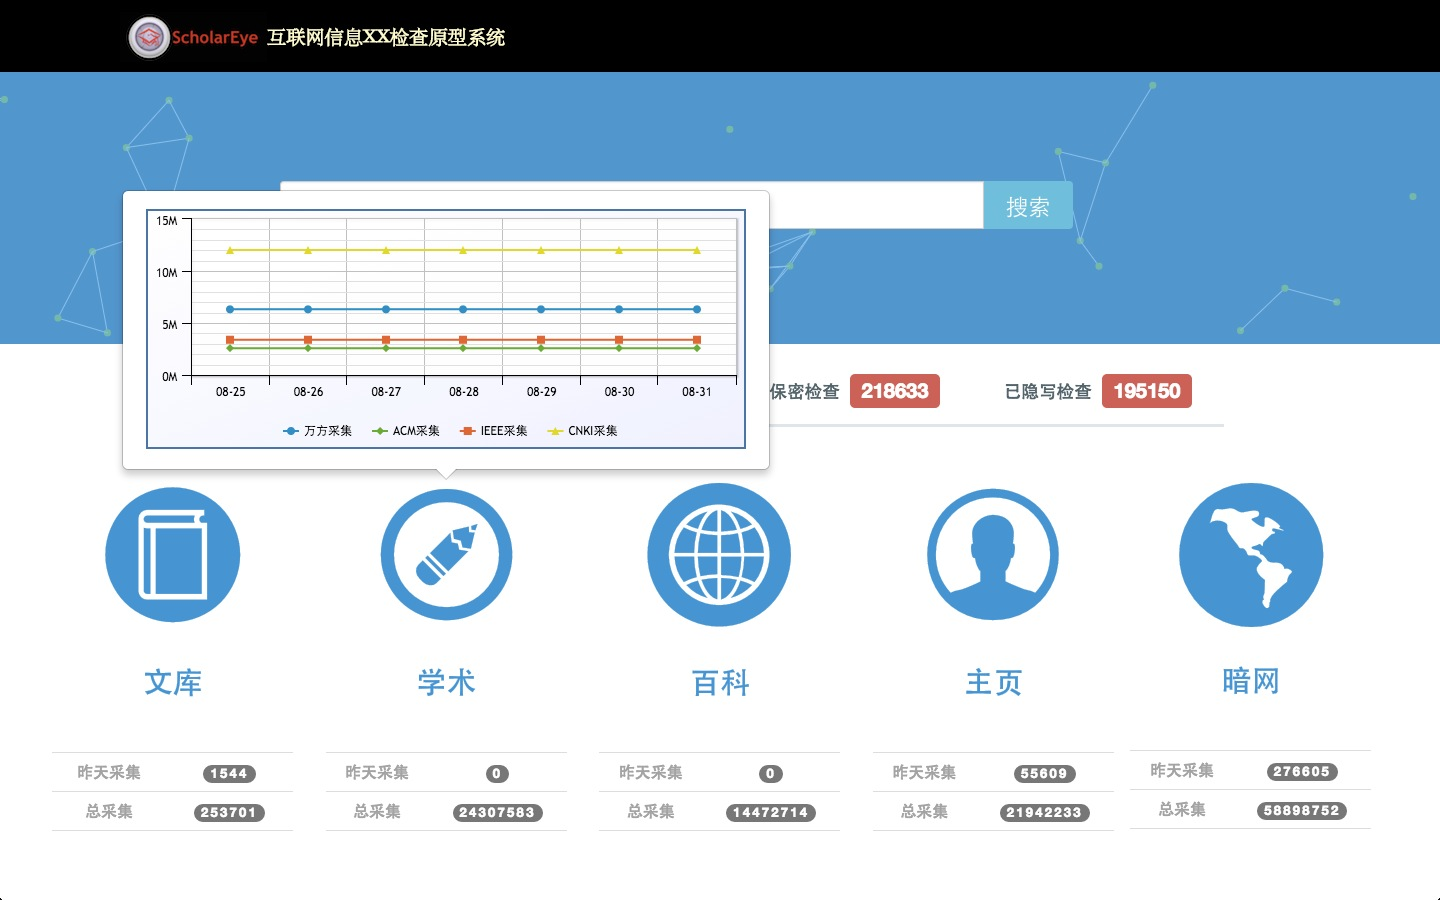 ScholarEye 互联网信息XX检查原型系统
搜索
15M
10M
5M
0M
08-25 08-26 08-27 08-28 08-29 08-30 08-31
万方采集 ACM采集 IEEE采集 CNKI采集
保密检查 218633 已隐写检查 195150
文库 学术 百科 主页 暗网
昨天采集 1544 昨天采集 0 昨天采集 0 昨天采集 55609 昨天采集 276605
总采集 253701 总采集 24307583 总采集 14472714 总采集 21942233 总采集 58898752